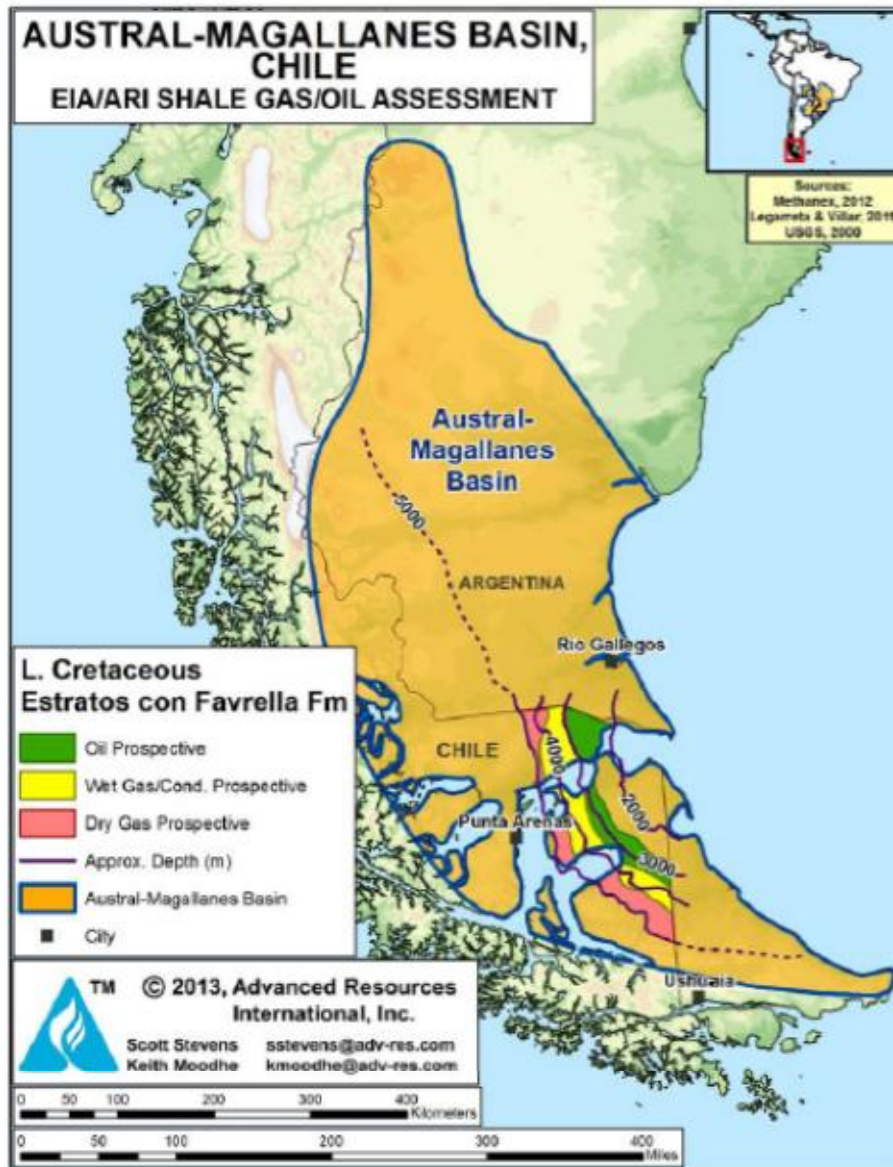 AUSTRAL-MAGALLANES BASIN,
CHILE
EIA/ARI SHALE GAS/OIL ASSESSMENT
Sources:
Methanex, 2012
Legarreta & Villar, 2011
USGS, 2000
Austral-
Magallanes
Basin
5000
ARGENTINA
Rio Gallegos
L. Cretaceous
Estratos con Favrella Fm
Oil Prospective
Wet Gas/Cond. Prospective
Dry Gas Prospective
Approx. Depth (m)
Austral-Magallanes Basin
City
CHILE
4000
2000
Punta Arenas
3000
Ushuaia
TM
© 2013, Advanced Resources
International, Inc.
Scott Stevens sstevens@adv-res.com
Keith Moodhe kmoodhe@adv-res.com
0 50 100 200 300 400
Kilometers
0 50 100 200 300 400
Miles